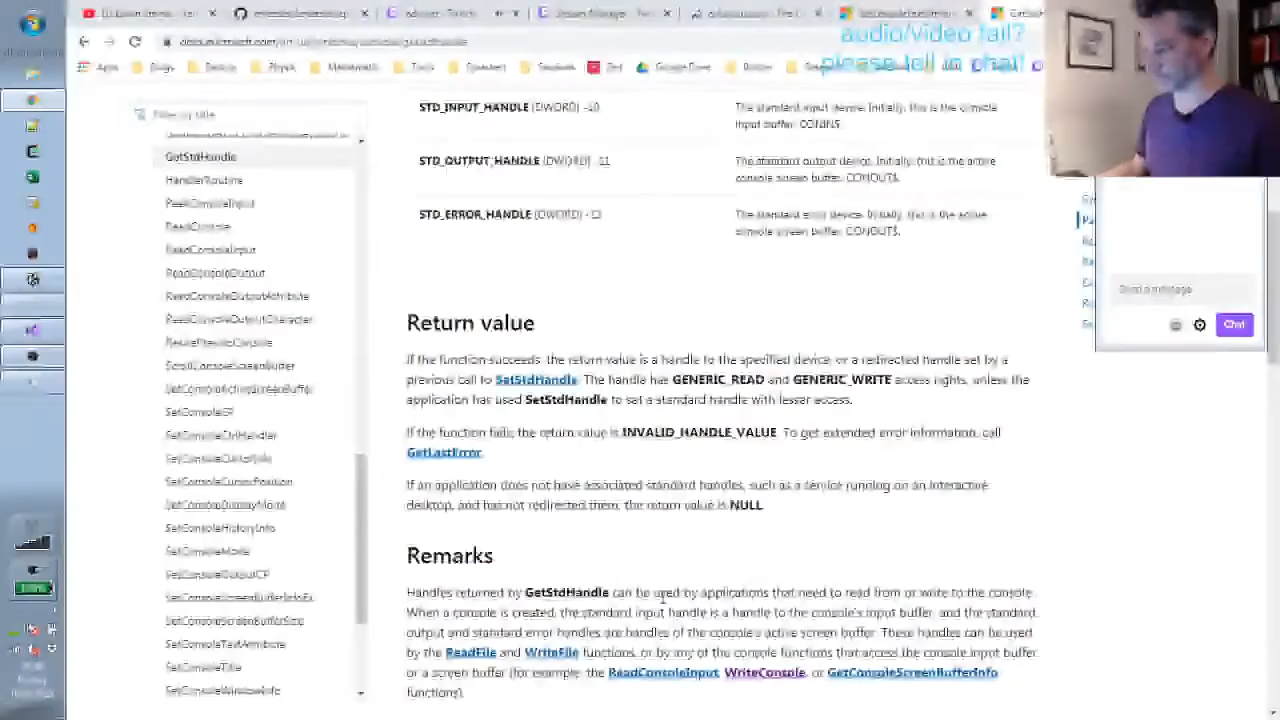 audio/video fail?
please tell in chat!
Apps
Physics
Mathematics
Tools
Google Drive
Filter by title
GetStdHandle
HandlerRoutine
PeekConsoleInput
ReadConsole
ReadConsoleInput
ReadConsoleOutput
ReadConsoleOutputAttribute
ReadConsoleOutputCharacter
ResizePseudoConsole
ScrollConsoleScreenBuffer
SetConsoleActiveScreenBuffe
SetConsoleCP
SetConsoleCtrlHandler
SetConsoleCursorInfo
SetConsoleCursorPosition
SetConsoleDisplayMode
SetConsoleHistoryInfo
SetConsoleMode
SetConsoleOutputCP
SetConsoleScreenBufferInfoEx
SetConsoleScreenBufferSize
SetConsoleTextAttribute
SetConsoleTitle
SetConsoleWindowInfo
STD_INPUT_HANDLE (DWORD) -10
The standard input device. Initially, this is the console
input buffer, CONIN$.
STD_OUTPUT_HANDLE (DWORD) -11
The standard output device. Initially, this is the active
console screen buffer, CONOUT$.
STD_ERROR_HANDLE (DWORD) -12
The standard error device. Initially, this is the active
console screen buffer, CONOUT$.
Return value
If the function succeeds, the return value is a handle to the specified device, or a redirected handle set by a
previous call to SetStdHandle. The handle has GENERIC_READ and GENERIC_WRITE access rights, unless the
application has used SetStdHandle to set a standard handle with lesser access.
If the function fails, the return value is INVALID_HANDLE_VALUE. To get extended error information, call
GetLastError.
If an application does not have associated standard handles, such as a service running on an interactive
desktop, and has not redirected them, the return value is NULL.
Remarks
Handles returned by GetStdHandle can be used by applications that need to read from or write to the console.
When a console is created, the standard input handle is a handle to the console's input buffer, and the standard
output and standard error handles are handles of the console's active screen buffer. These handles can be used
by the ReadFile and WriteFile functions, or by any of the console functions that access the console input buffer
or a screen buffer (for example, the ReadConsoleInput, WriteConsole, or GetConsoleScreenBufferInfo
functions).
Send a message
Chat